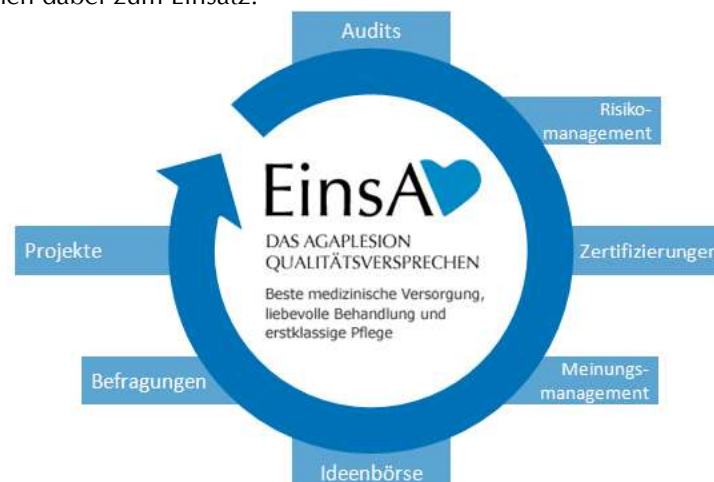 dabei zum Einsatz:
Audits
Risiko-
management
EinsA
DAS AGAPLESION
QUALITÄTSVERSPRECHEN
Beste medizinische Versorgung,
liebevolle Behandlung und
erstklassige Pflege
Projekte
Zertifizierungen
Befragungen
Meinungs-
management
Ideenbörse